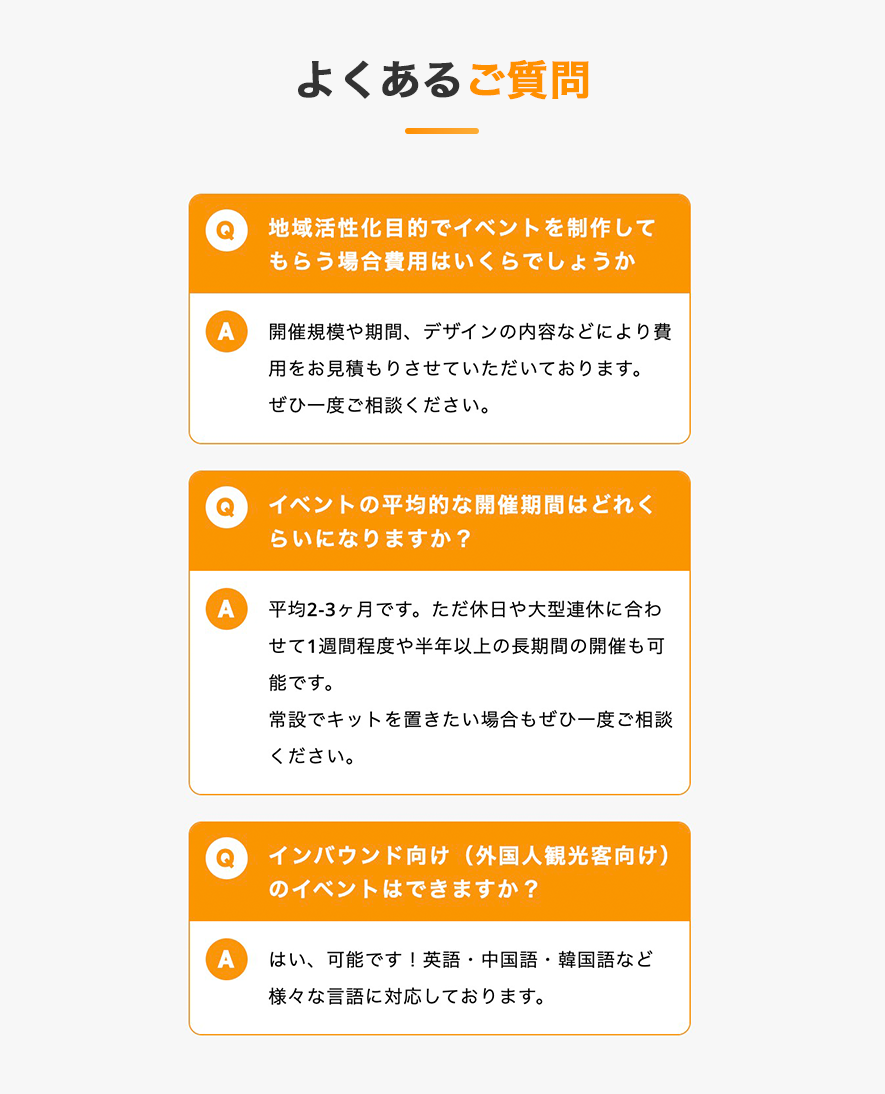 よくあるご質問
Q
地域活性化目的でイベントを制作して
もらう場合費用はいくらでしょうか
A
開催規模や期間、デザインの内容などにより費
用をお見積もりさせていただいております。
ぜひ一度ご相談ください。
Q
イベントの平均的な開催期間はどれく
らいになりますか？
A
平均2-3ヶ月です。ただ休日や大型連休に合わ
せて1週間程度や半年以上の長期間の開催も可
能です。
常設でキットを置きたい場合もぜひ一度ご相談
ください。
Q
インバウンド向け（外国人観光客向け）
のイベントはできますか？
A
はい、可能です！英語・中国語・韓国語など
様々な言語に対応しております。